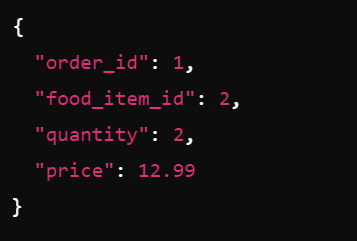 {
  "order_id": 1,
  "food_item_id": 2,
  "quantity": 2,
  "price": 12.99
}